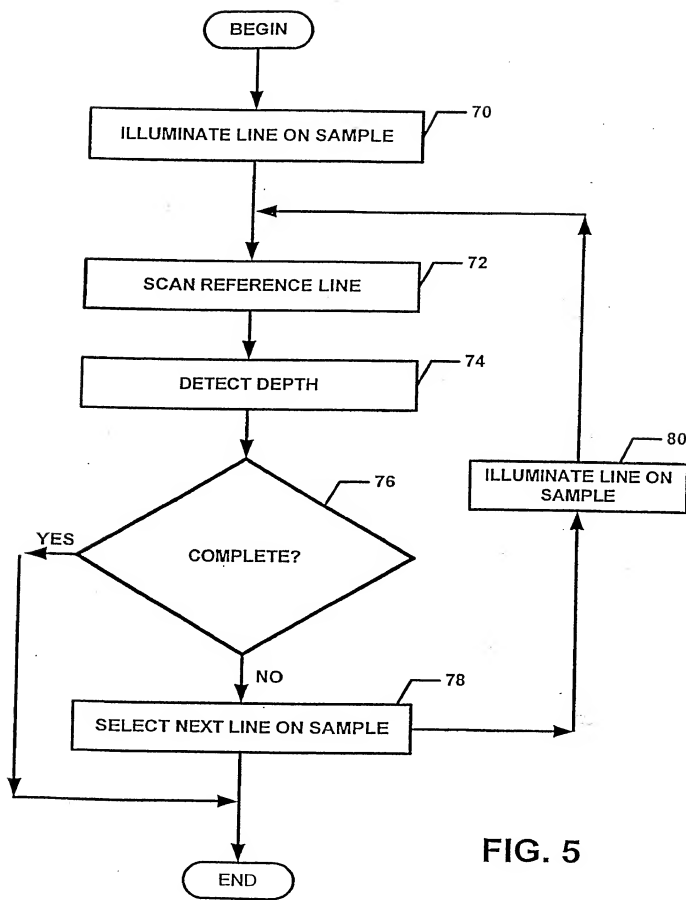 BEGIN
ILLUMINATE LINE ON SAMPLE
70
SCAN REFERENCE LINE
72
DETECT DEPTH
74
COMPLETE?
76
YES
NO
SELECT NEXT LINE ON SAMPLE
78
ILLUMINATE LINE ON
SAMPLE
80
END
FIG. 5